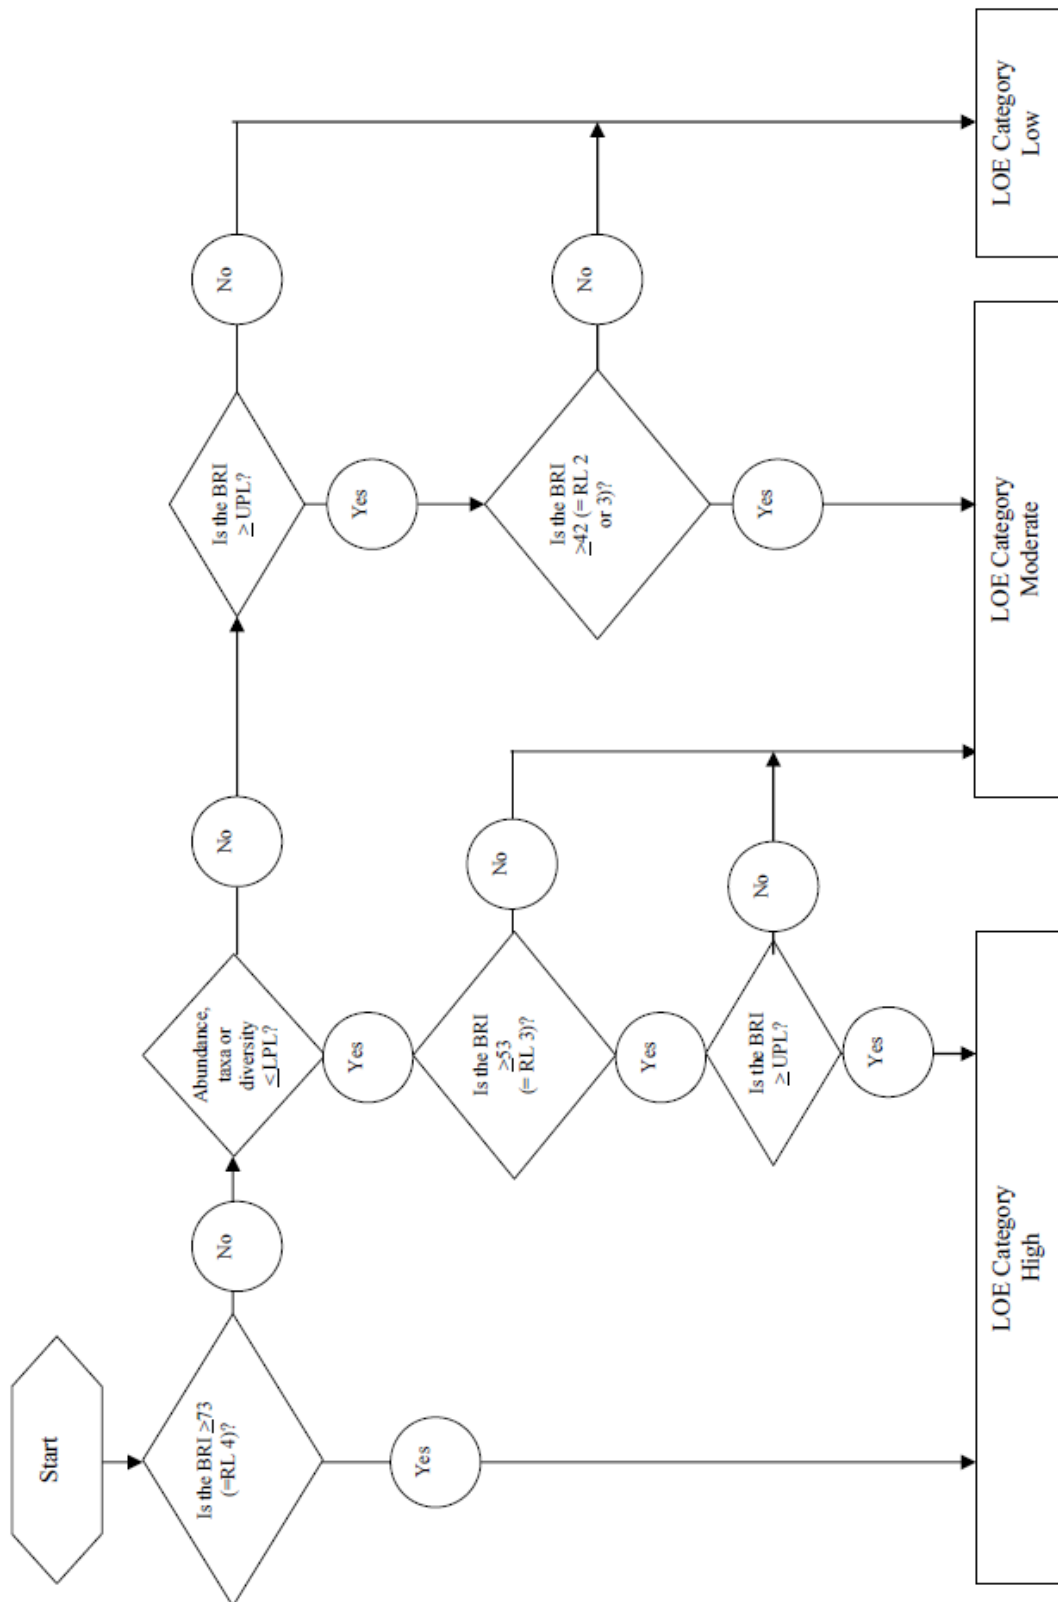 Start
Is the BRI ≥73
(=RL 4)?
No
Yes
Abundance,
taxa or
diversity
≤LPL?
No
Yes
Is the BRI
≥53
(= RL 3)?
No
Yes
Is the BRI
≥ UPL?
No
Yes
Is the BRI
≥ UPL?
No
Yes
Is the BRI
≥42 (= RL 2
or 3)?
No
Yes
LOE Category
High
LOE Category
Moderate
LOE Category
Low